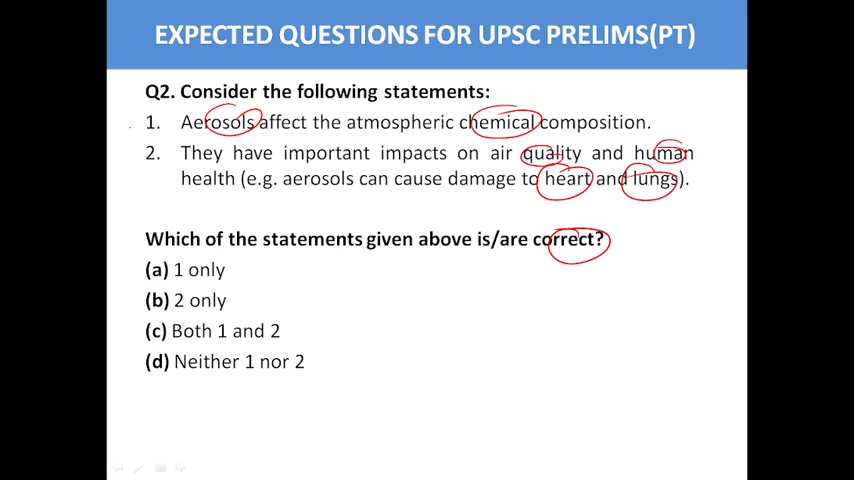 EXPECTED QUESTIONS FOR UPSC PRELIMS(PT)
Q2. Consider the following statements:
1. Aerosols affect the atmospheric chemical composition.
2. They have important impacts on air quality and human
health (e.g. aerosols can cause damage to heart and lungs).
Which of the statements given above is/are correct?
(a) 1 only
(b) 2 only
(c) Both 1 and 2
(d) Neither 1 nor 2